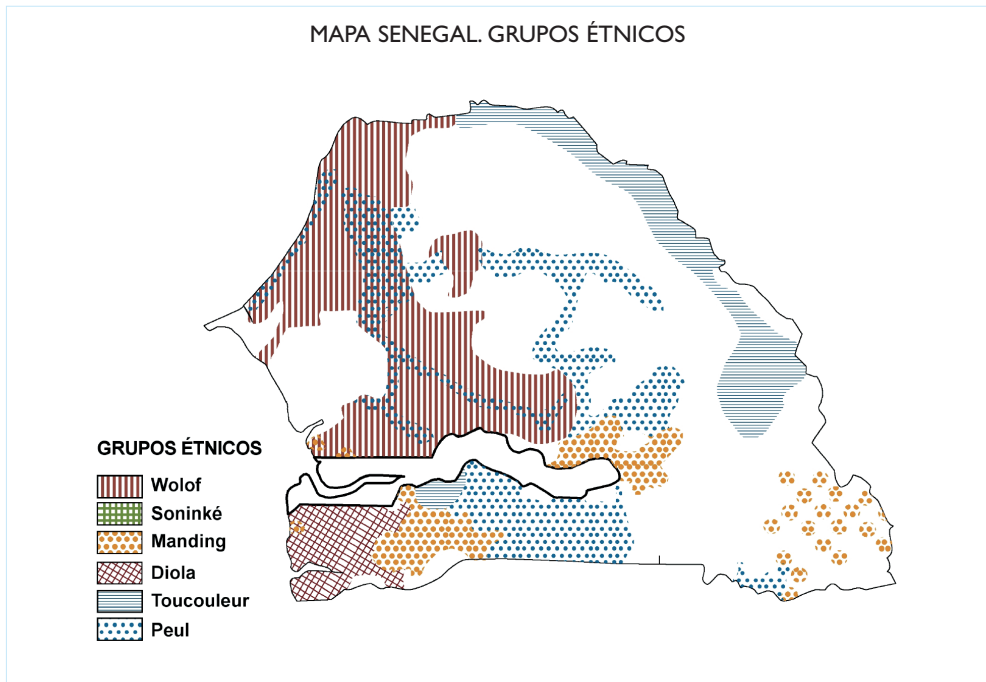 MAPA SENEGAL. GRUPOS ÉTNICOS
GRUPOS ÉTNICOS
Wolof
Soninké
Manding
Diola
Toucouleur
Peul